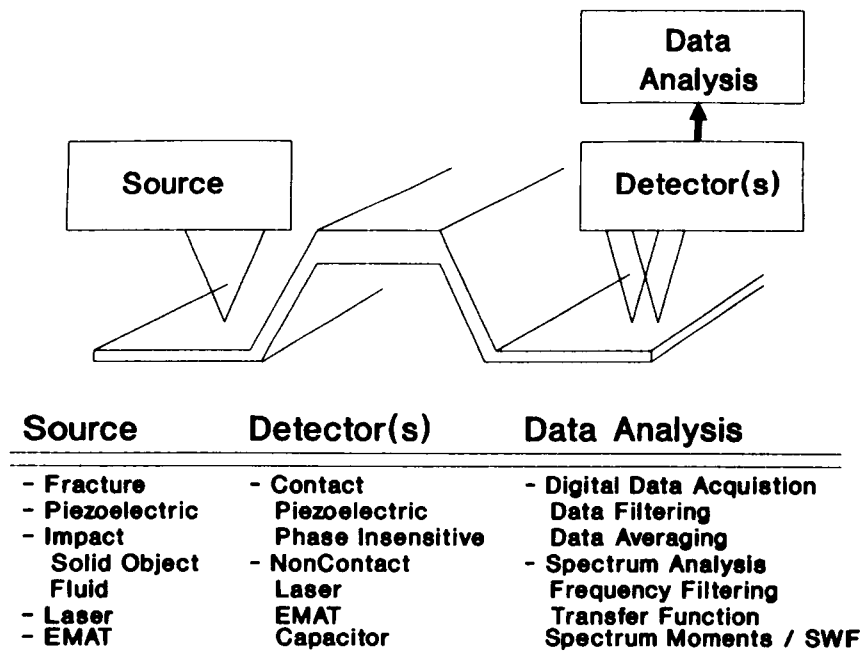 Data
Analysis
Source
Detector(s)
Source Detector(s) Data Analysis
- Fracture - Contact - Digital Data Acquistion
- Piezoelectric Piezoelectric Data Filtering
- Impact Phase Insensitive Data Averaging
Solid Object - NonContact - Spectrum Analysis
Fluid Laser Frequency Filtering
- Laser EMAT Transfer Function
- EMAT Capacitor Spectrum Moments / SWF